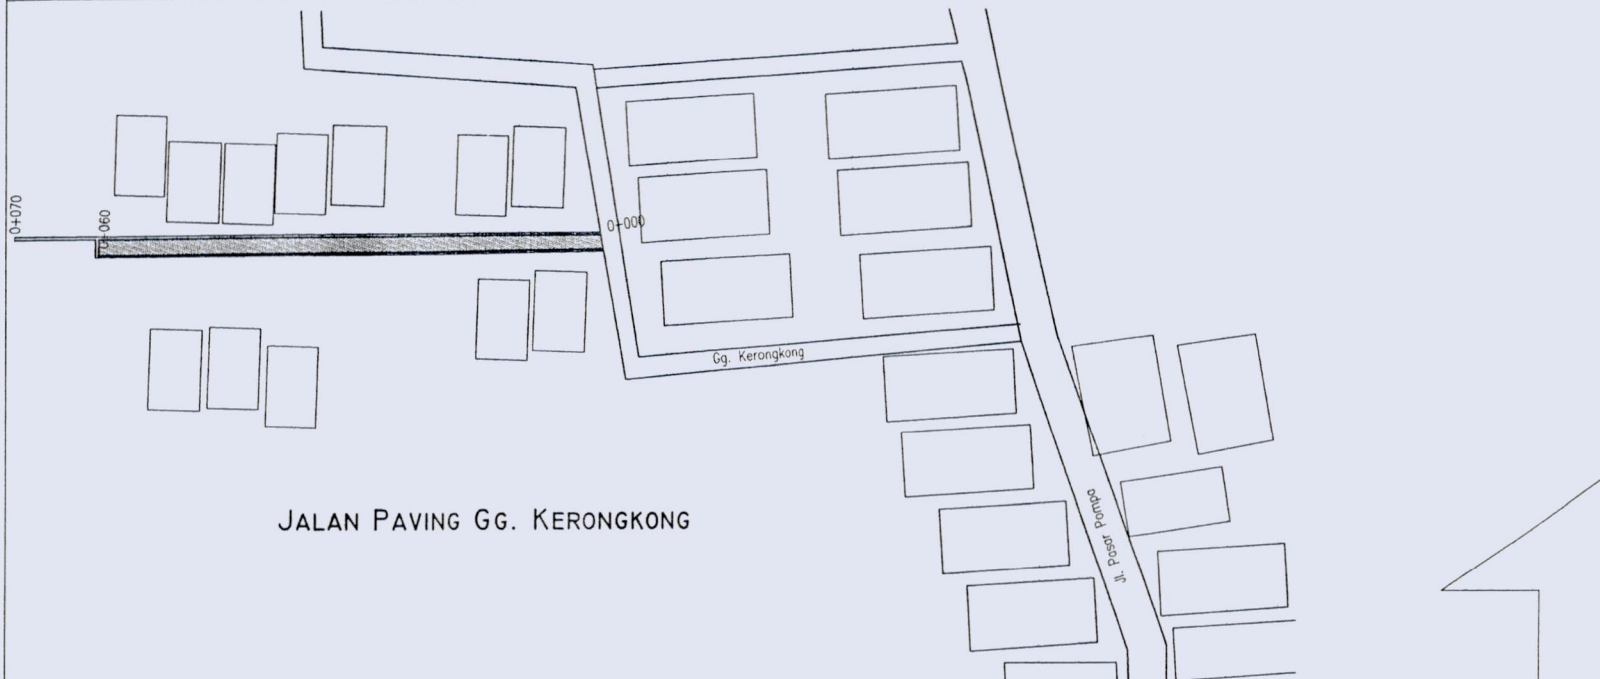 0+070
0+060
0+000
Gg. Kerongkong
JALAN PAVING GG. KERONGKONG
Jl. Pasar Pompa